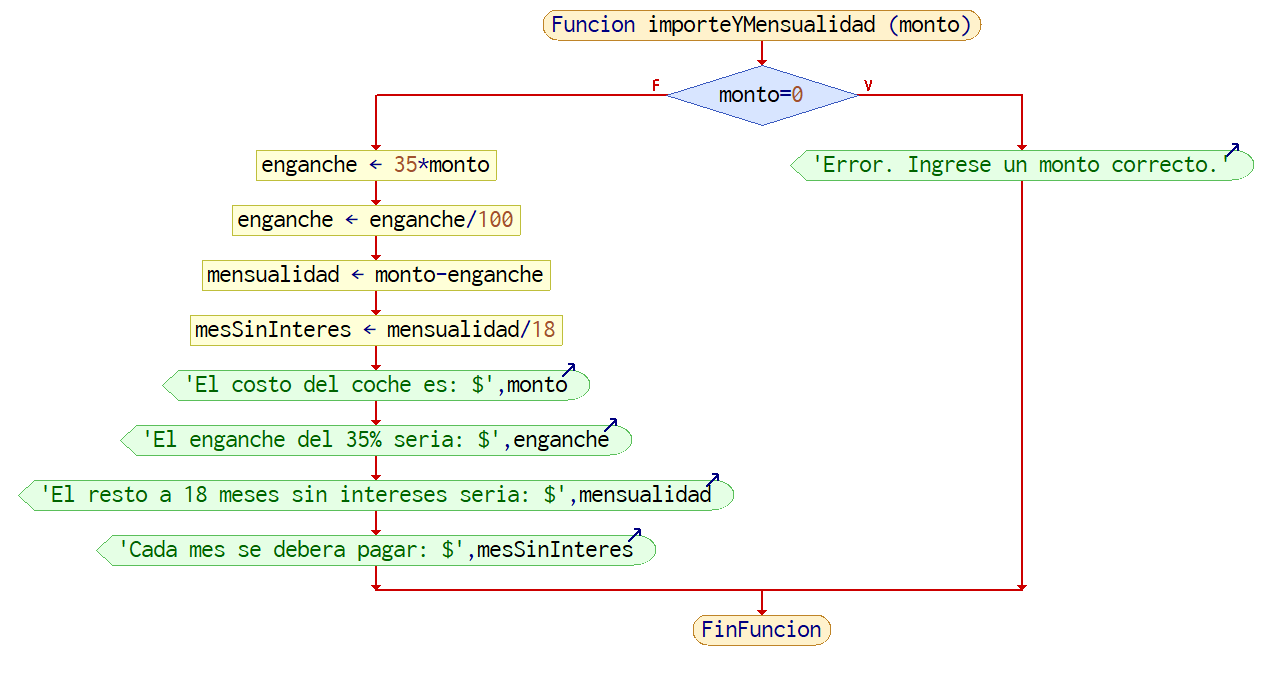 Funcion importeYMensualidad (monto)
F
V
monto=0
enganche ← 35*monto
'Error. Ingrese un monto correcto.'
enganche ← enganche/100
mensualidad ← monto-enganche
mesSinInteres ← mensualidad/18
'El costo del coche es: $',monto
'El enganche del 35% seria: $',enganche
'El resto a 18 meses sin intereses seria: $',mensualidad
'Cada mes se debera pagar: $',mesSinInteres
FinFuncion